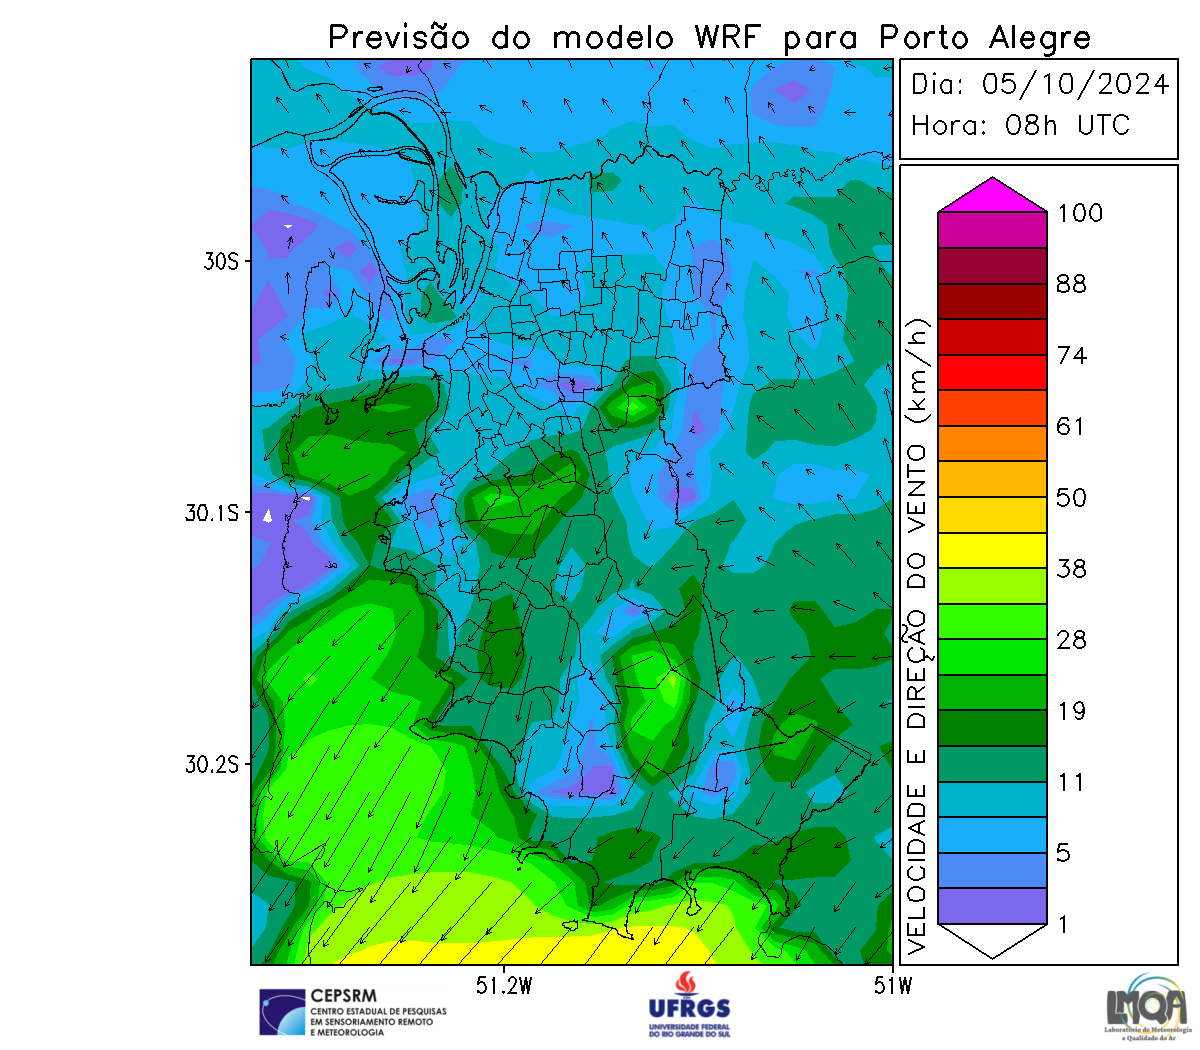 Previsão do modelo WRF para Porto Alegre
Dia: 05/10/2024
Hora: 08h UTC
30S
30.1S
30.2S
51.2W
51W
VELOCIDADE E DIREÇÃO DO VENTO (km/h)
100
88
74
61
50
38
28
19
11
5
1
CEPSRM
CENTRO ESTADUAL DE PESQUISAS
EM SENSORIAMENTO REMOTO
E METEOROLOGIA
UFRGS
UNIVERSIDADE FEDERAL
DO RIO GRANDE DO SUL
LMQA
Laboratório de Meteorologia
e Qualidade do Ar